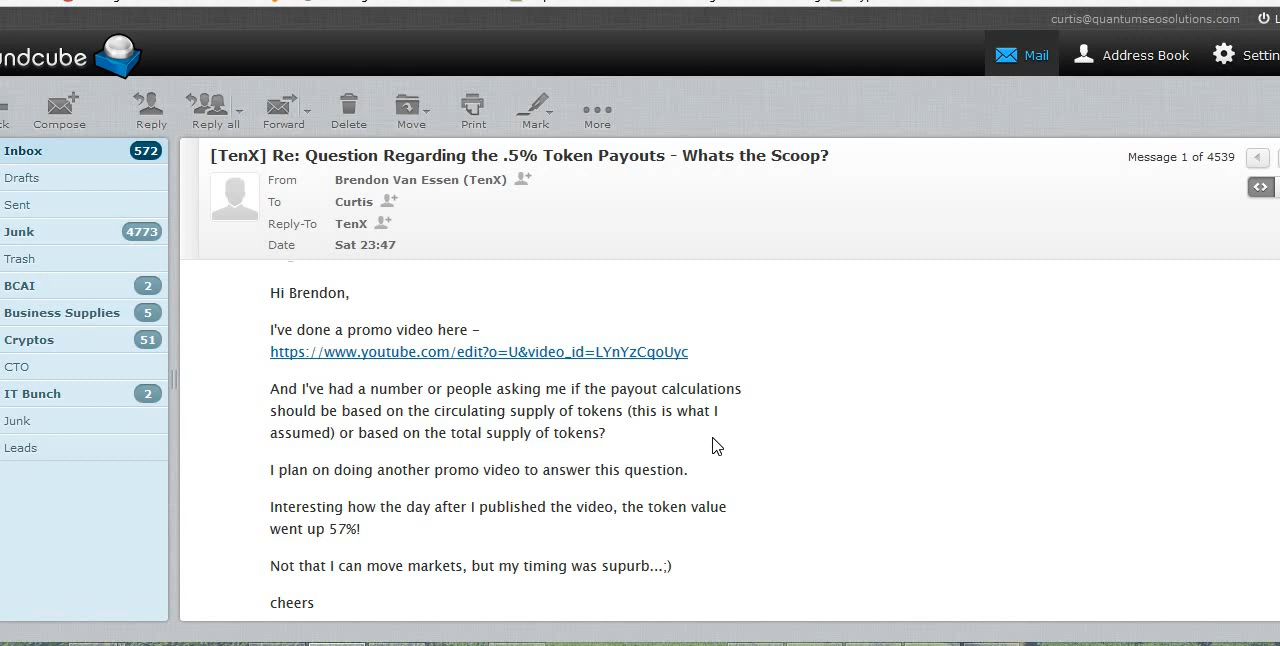 curtis@quantumseosolutions.com
undcube
Mail
Address Book
Settin
Compose
Reply
Reply all
Forward
Delete
Move
Print
Mark
More
Inbox 572
Drafts
Sent
Junk 4773
Trash
BCAI 2
Business Supplies 5
Cryptos 51
CTO
IT Bunch 2
Junk
Leads
[TenX] Re: Question Regarding the .5% Token Payouts - Whats the Scoop?
Message 1 of 4539
From Brendon Van Essen (TenX)
To Curtis
Reply-To TenX
Date Sat 23:47
Hi Brendon,
I've done a promo video here -
https://www.youtube.com/edit?o=U&video_id=LYnYzCqoUyc
And I've had a number or people asking me if the payout calculations
should be based on the circulating supply of tokens (this is what I
assumed) or based on the total supply of tokens?
I plan on doing another promo video to answer this question.
Interesting how the day after I published the video, the token value
went up 57%!
Not that I can move markets, but my timing was supurb...;)
cheers